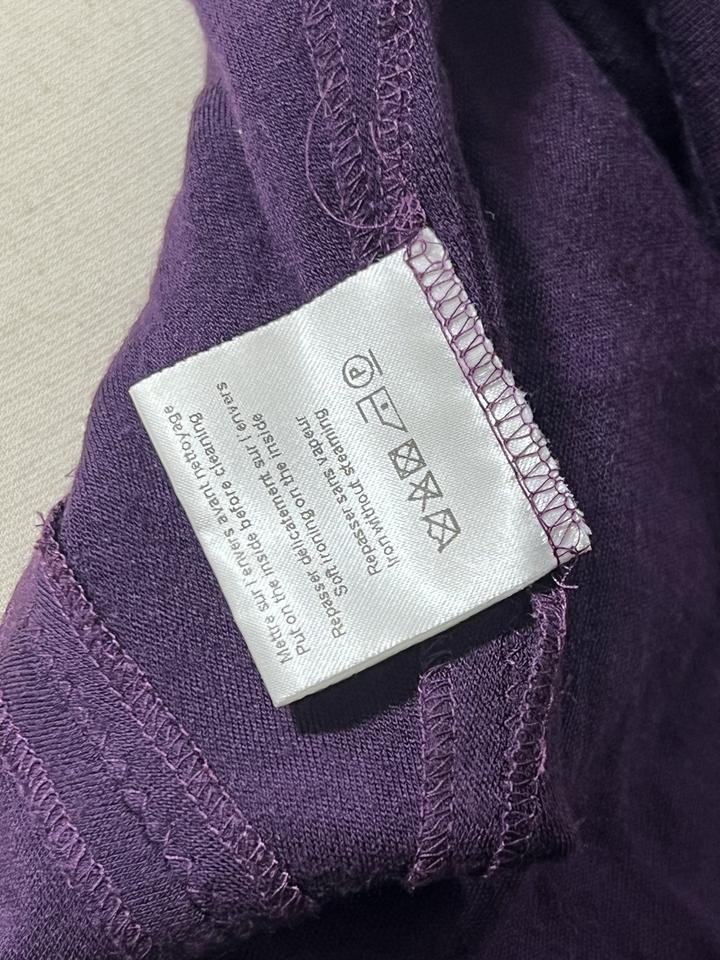 Mettre sur l'envers avant nettoyage
Put on the inside before cleaning
Repasser délicatement sur l'envers
Soft ironing on the inside
Repasser sans vapeur
Iron without steaming
P